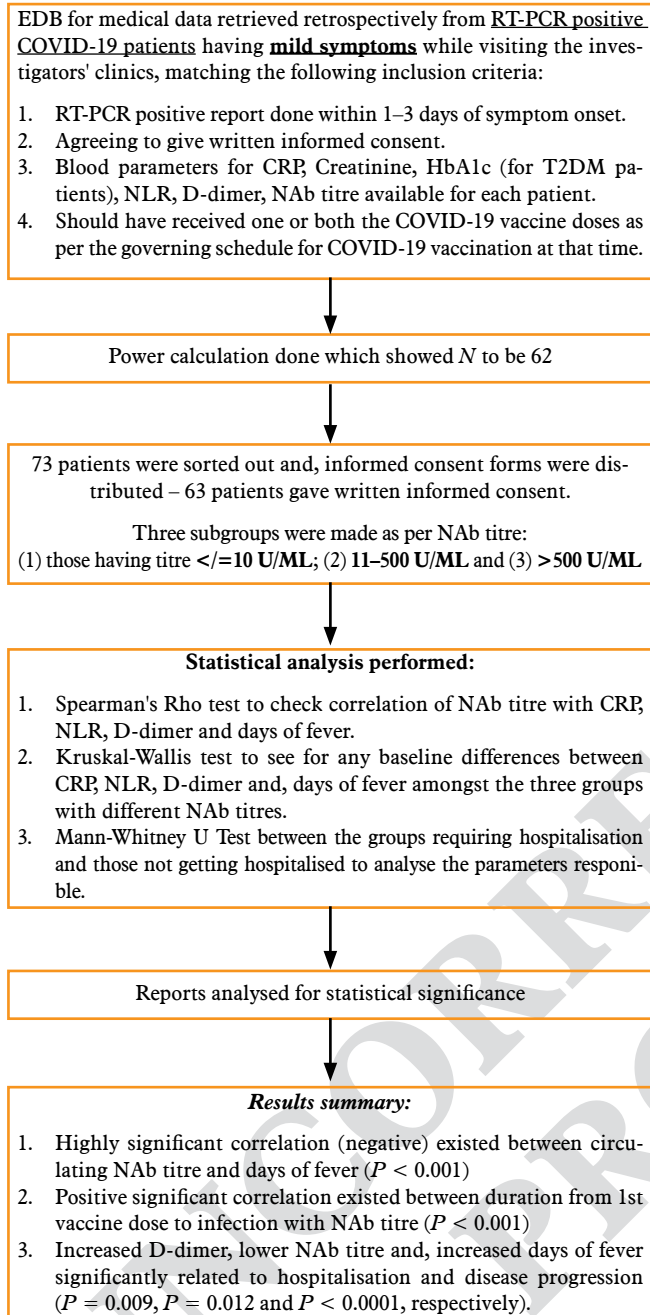 EDB for medical data retrieved retrospectively from RT-PCR positive
COVID-19 patients having mild symptoms while visiting the inves-
tigators' clinics, matching the following inclusion criteria:
1. RT-PCR positive report done within 1–3 days of symptom onset.
2. Agreeing to give written informed consent.
3. Blood parameters for CRP, Creatinine, HbA1c (for T2DM pa-
tients), NLR, D-dimer, NAb titre available for each patient.
4. Should have received one or both the COVID-19 vaccine doses as
per the governing schedule for COVID-19 vaccination at that time.
Power calculation done which showed N to be 62
73 patients were sorted out and, informed consent forms were dis-
tributed – 63 patients gave written informed consent.
Three subgroups were made as per NAb titre:
(1) those having titre </=10 U/ML; (2) 11–500 U/ML and (3) >500 U/ML
Statistical analysis performed:
1. Spearman's Rho test to check correlation of NAb titre with CRP,
NLR, D-dimer and days of fever.
2. Kruskal-Wallis test to see for any baseline differences between
CRP, NLR, D-dimer and, days of fever amongst the three groups
with different NAb titres.
3. Mann-Whitney U Test between the groups requiring hospitalisation
and those not getting hospitalised to analyse the parameters responi-
ble.
Reports analysed for statistical significance
Results summary:
1. Highly significant correlation (negative) existed between circu-
lating NAb titre and days of fever (P < 0.001)
2. Positive significant correlation existed between duration from 1st
vaccine dose to infection with NAb titre (P < 0.001)
3. Increased D-dimer, lower NAb titre and, increased days of fever
significantly related to hospitalisation and disease progression
(P = 0.009, P = 0.012 and P < 0.0001, respectively).